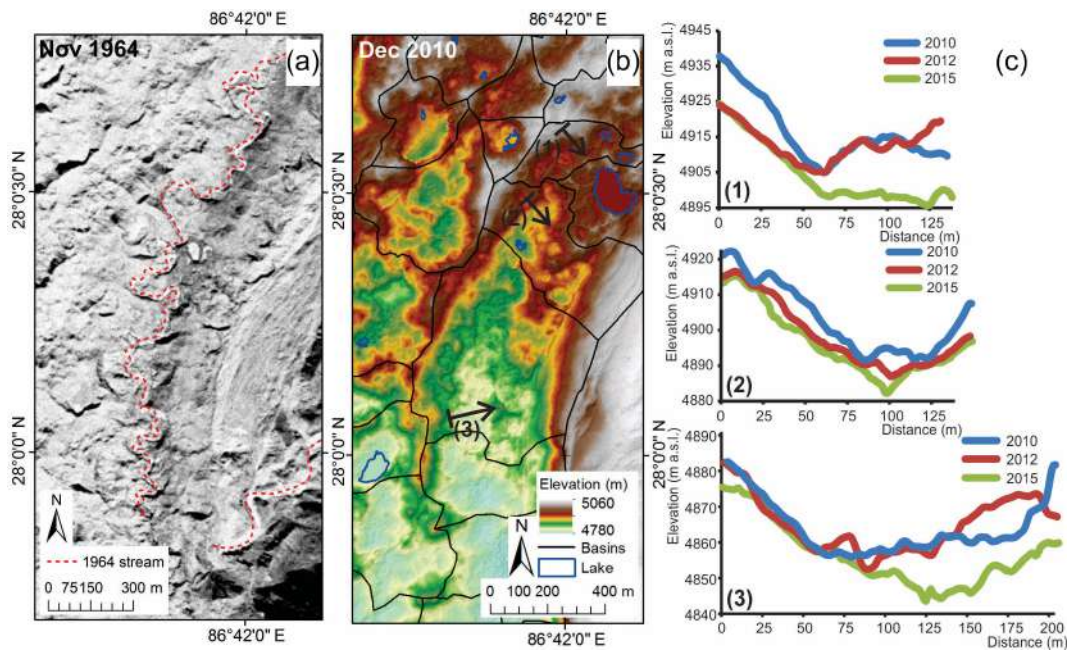 86°42'0" E
Nov 1964
(a)
28°0'30" N
28°0'0" N
N
1964 stream
0 75 150 300 m
86°42'0" E
86°42'0" E
Dec 2010
(b)
(1)
(2)
(3)
28°0'30" N
28°0'0" N
Elevation (m)
5060
4780
Basins
Lake
N
0 100 200 400 m
86°42'0" E
(c)
Elevation (m a.s.l.)
4945
4935
4925
4915
4905
4895
2010
2012
2015
(1)
0 25 50 75 100 125
Distance (m)
Elevation (m a.s.l.)
4920
4910
4900
4890
4880
2010
2012
2015
(2)
0 25 50 75 100 125
Distance (m)
Elevation (m a.s.l.)
4890
4880
4870
4860
4850
4840
2010
2012
2015
(3)
0 25 50 75 100 125 150 175 200
Distance (m)